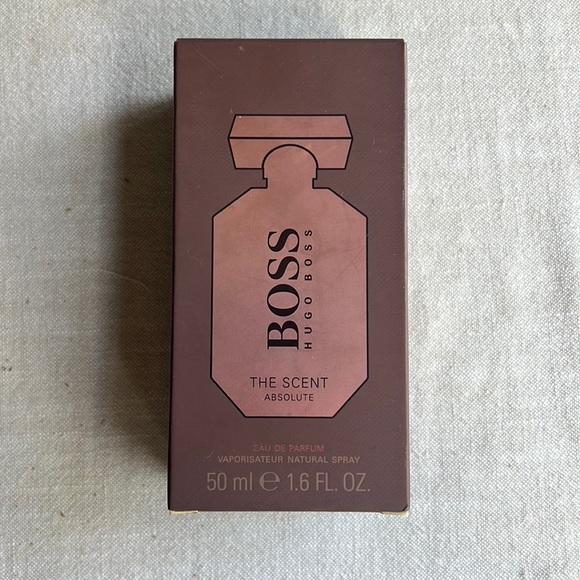 BOSS
HUGO BOSS
THE SCENT
ABSOLUTE
EAU DE PARFUM
VAPORISATEUR NATURAL SPRAY
50 ml ℮ 1.6 FL. OZ.